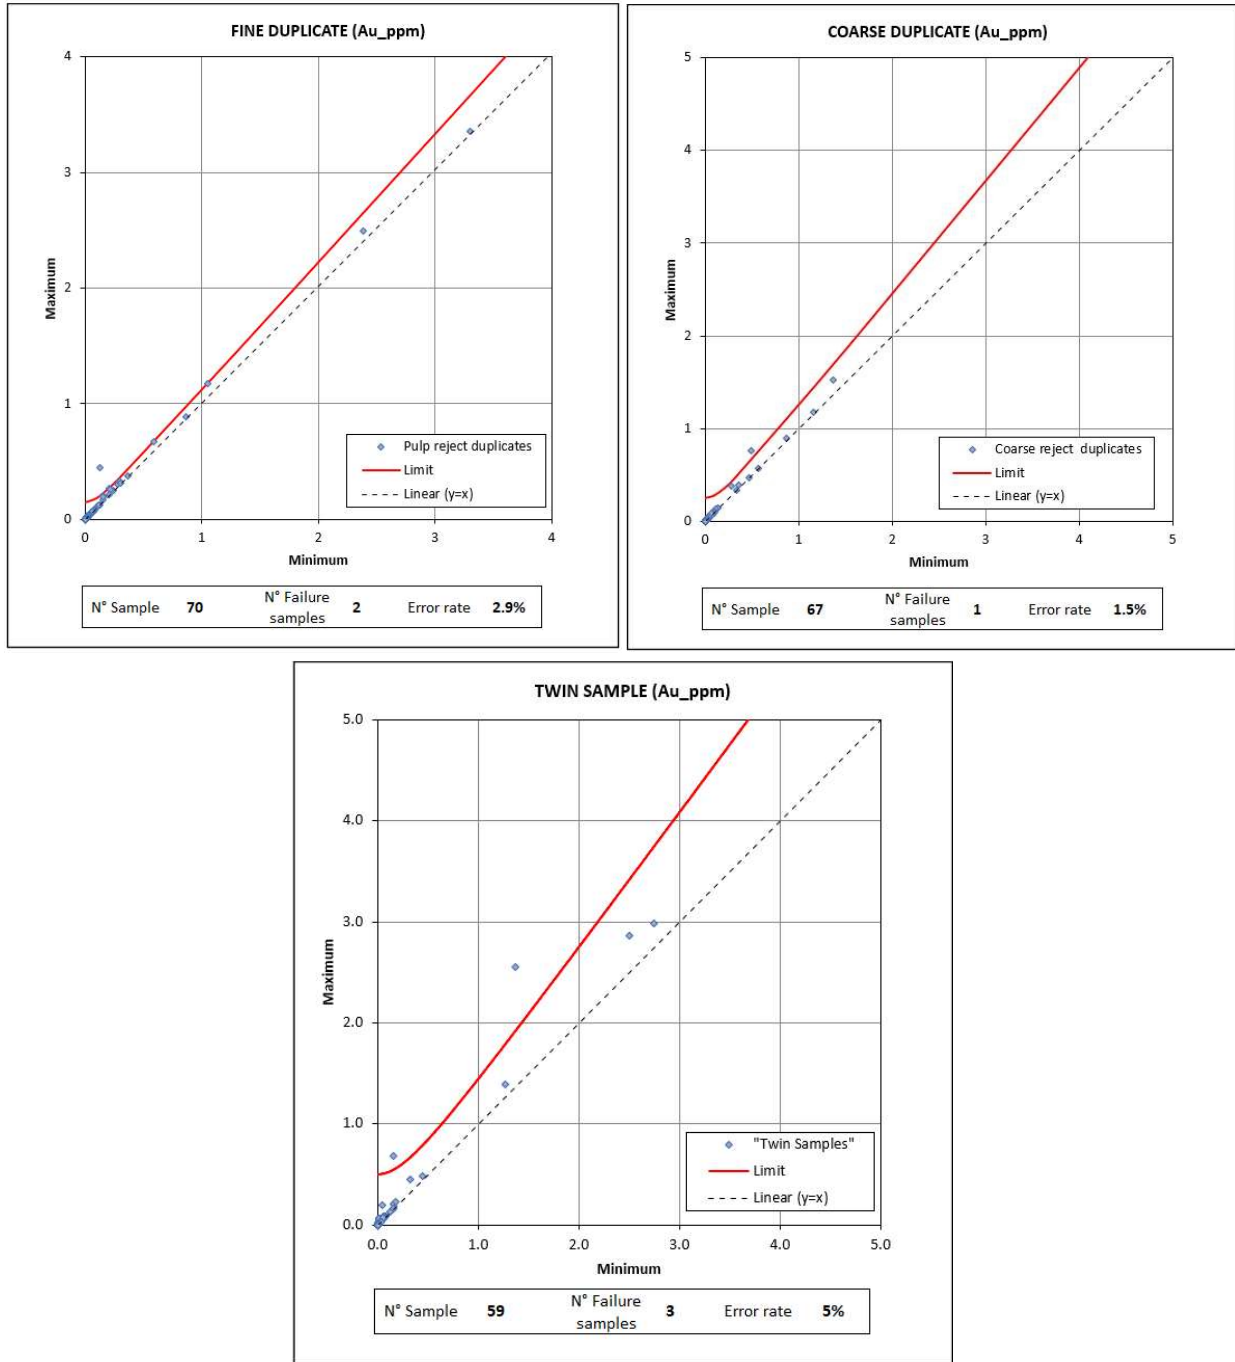 FINE DUPLICATE (Au_ppm)
4
3
2
1
0
Maximum
Pulp reject duplicates
Limit
Linear (y=x)
0 1 2 3 4
Minimum
N° Sample 70 N° Failure samples 2 Error rate 2.9%
COARSE DUPLICATE (Au_ppm)
5
4
3
2
1
0
Maximum
Coarse reject duplicates
Limit
Linear (y=x)
0 1 2 3 4 5
Minimum
N° Sample 67 N° Failure samples 1 Error rate 1.5%
TWIN SAMPLE (Au_ppm)
5.0
4.0
3.0
2.0
1.0
0.0
Maximum
"Twin Samples"
Limit
Linear (y=x)
0.0 1.0 2.0 3.0 4.0 5.0
Minimum
N° Sample 59 N° Failure samples 3 Error rate 5%